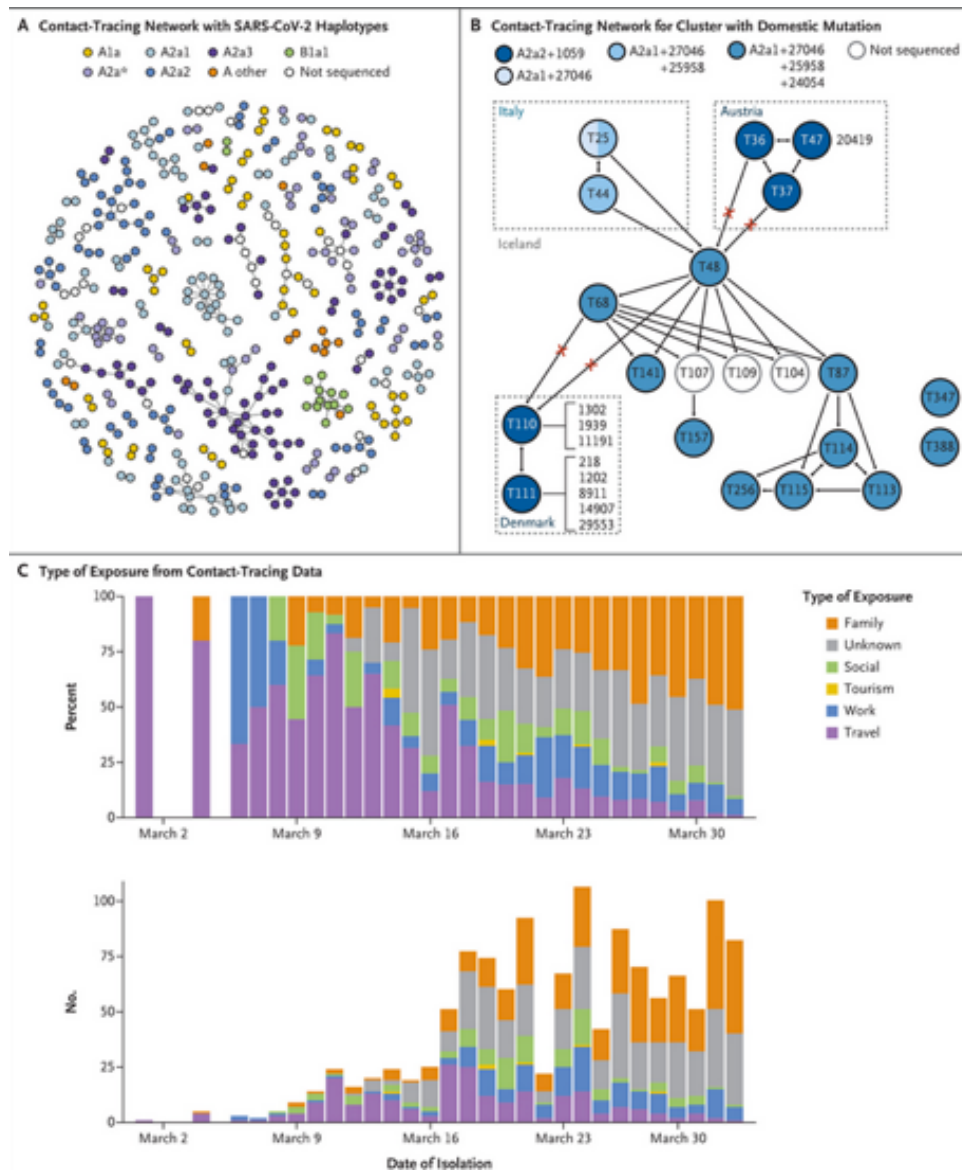 A Contact-Tracing Network with SARS-CoV-2 Haplotypes
A1a
A2a1
A2a3
B1a1
A2a*
A2a2
A other
Not sequenced
B Contact-Tracing Network for Cluster with Domestic Mutation
A2a2+1059
A2a1+27046
A2a1+27046
+25958
A2a1+27046
+25958
+24054
Not sequenced
Italy
T25
T44
Austria
T36
T47
20419
T37
Iceland
T48
T68
T141
T107
T109
T104
T87
T157
T347
T388
T114
T256
T115
T113
T110
1302
1939
11191
T111
218
1202
8911
14907
29553
Denmark
C Type of Exposure from Contact-Tracing Data
Percent
100
75
50
25
0
March 2
March 9
March 16
March 23
March 30
Type of Exposure
Family
Unknown
Social
Tourism
Work
Travel
No.
100
75
50
25
0
March 2
March 9
March 16
March 23
March 30
Date of Isolation